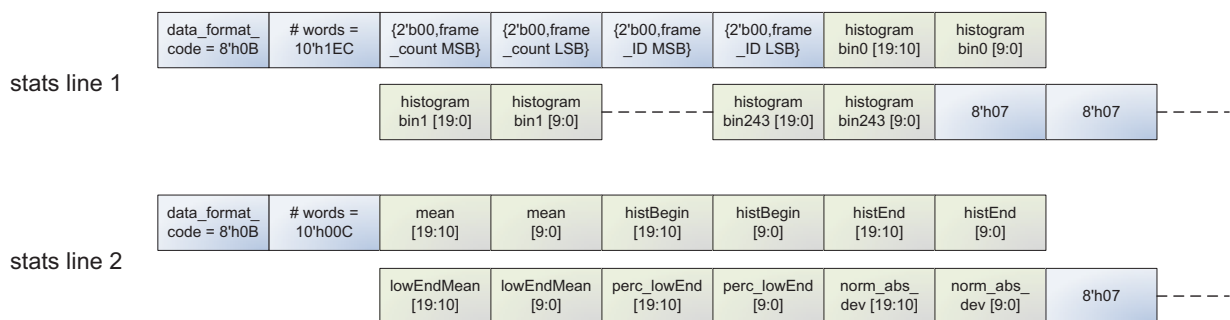 stats line 1
data_format_
code = 8'h0B
# words =
10'h1EC
{2'b00,frame
_count MSB}
{2'b00,frame
_count LSB}
{2'b00,frame
_ID MSB}
{2'b00,frame
_ID LSB}
histogram
bin0 [19:10]
histogram
bin0 [9:0]
histogram
bin1 [19:0]
histogram
bin1 [9:0]
histogram
bin243 [19:0]
histogram
bin243 [9:0]
8'h07
8'h07
stats line 2
data_format_
code = 8'h0B
# words =
10'h00C
mean
[19:10]
mean
[9:0]
histBegin
[19:10]
histBegin
[9:0]
histEnd
[19:10]
histEnd
[9:0]
lowEndMean
[19:10]
lowEndMean
[9:0]
perc_lowEnd
[19:10]
perc_lowEnd
[9:0]
norm_abs_
dev [19:10]
norm_abs_
dev [9:0]
8'h07